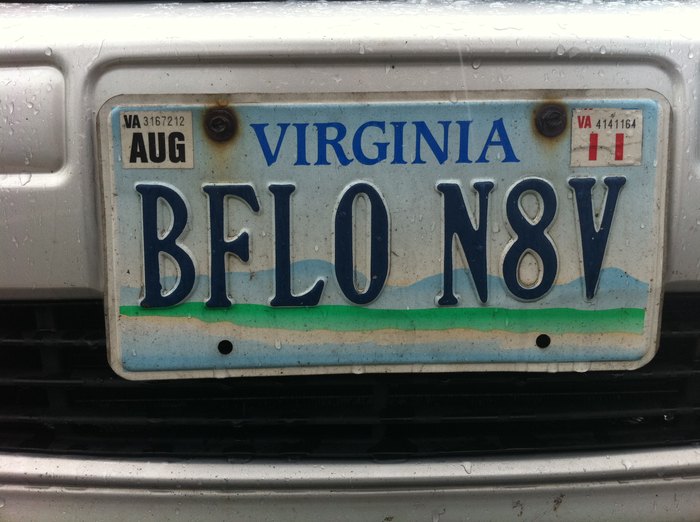 VA 3167212
AUG
VIRGINIA
VA 4141164
11
BFLO N8V